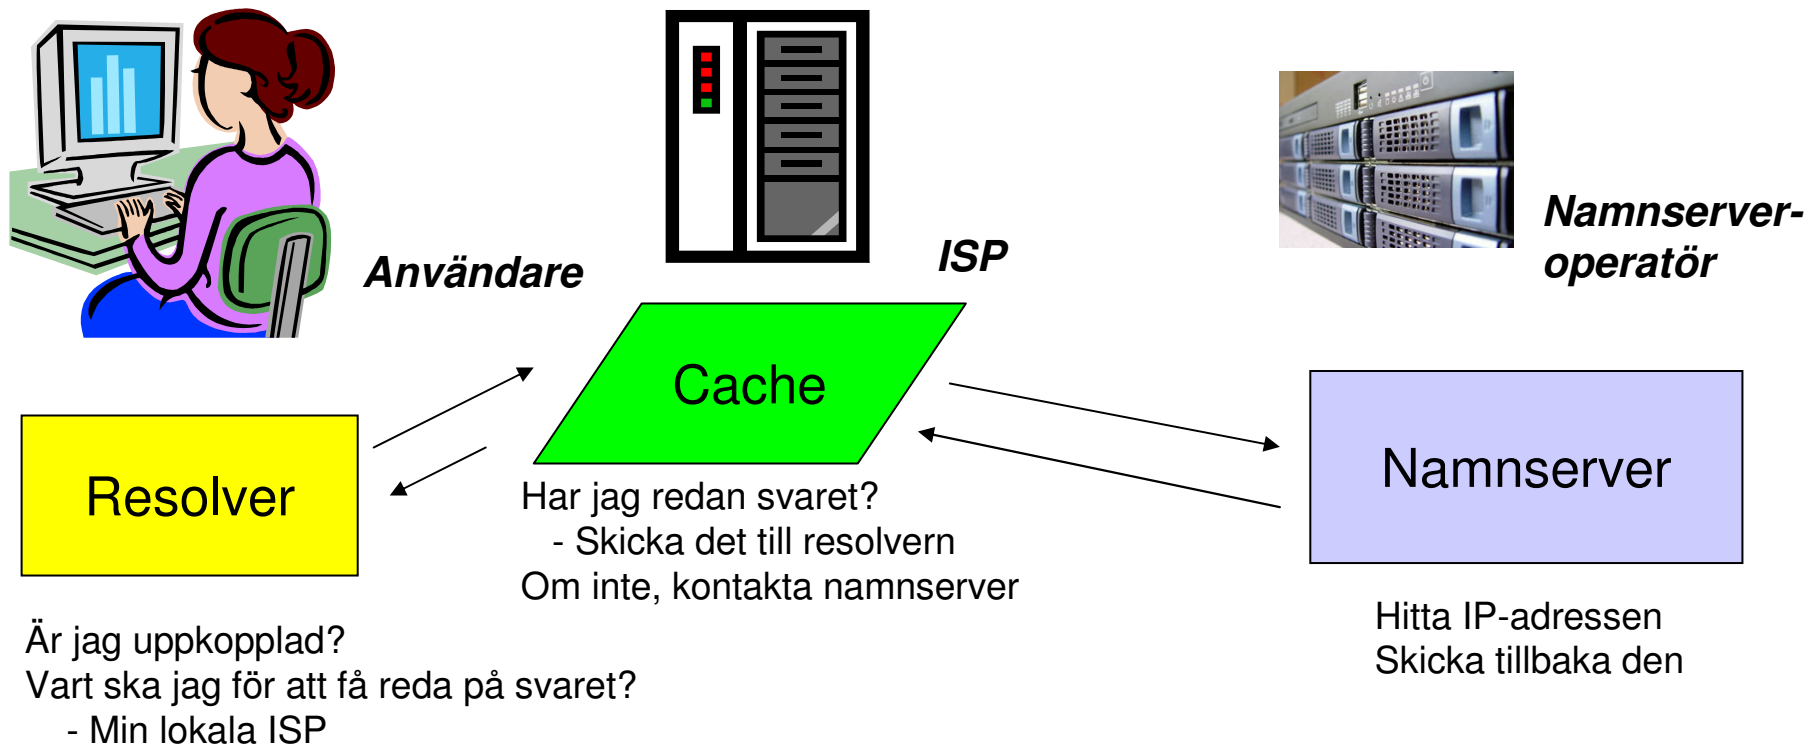 Användare
ISP
Namnserver-
operatör
Cache
Resolver
Namnserver
Har jag redan svaret?
- Skicka det till resolvern
Om inte, kontakta namnserver
Är jag uppkopplad?
Vart ska jag för att få reda på svaret?
- Min lokala ISP
Hitta IP-adressen
Skicka tillbaka den